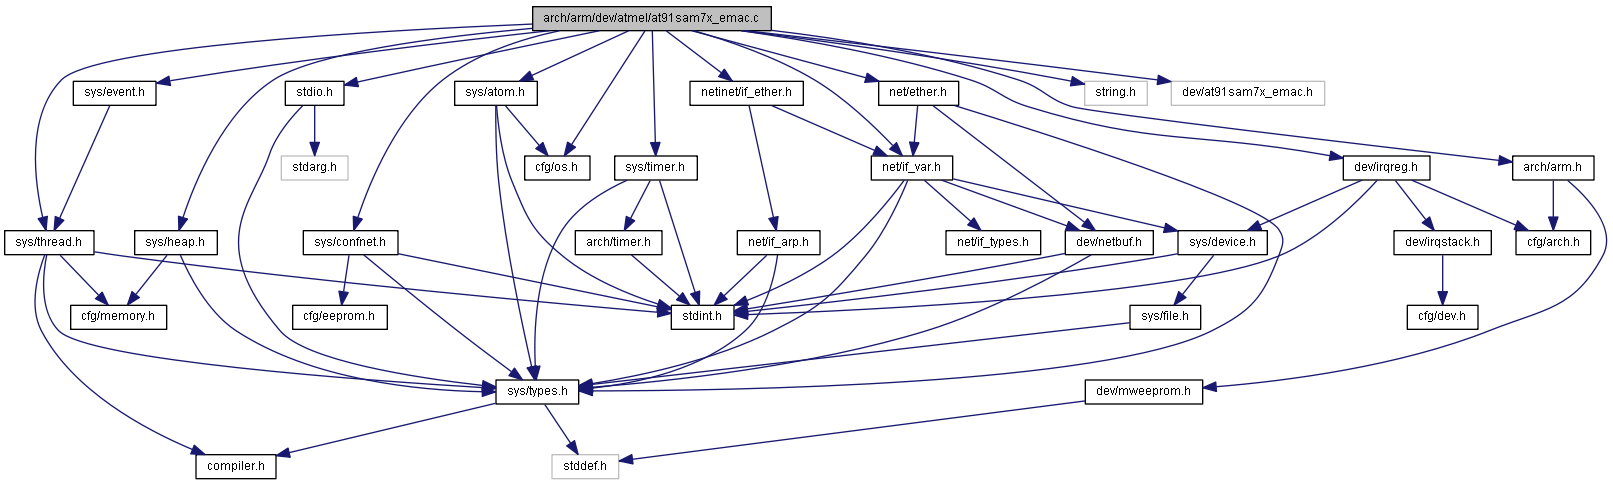 arch/arm/dev/atmel/at91sam7x_emac.c
sys/event.h
stdio.h
sys/atom.h
netinet/if_ether.h
net/ether.h
string.h
dev/at91sam7x_emac.h
stdarg.h
cfg/os.h
sys/timer.h
net/if_var.h
dev/irqreg.h
arch/arm.h
sys/thread.h
sys/heap.h
sys/confnet.h
arch/timer.h
net/if_arp.h
net/if_types.h
dev/netbuf.h
sys/device.h
dev/irqstack.h
cfg/arch.h
cfg/memory.h
cfg/eeprom.h
stdint.h
sys/file.h
cfg/dev.h
sys/types.h
dev/mweeprom.h
compiler.h
stddef.h